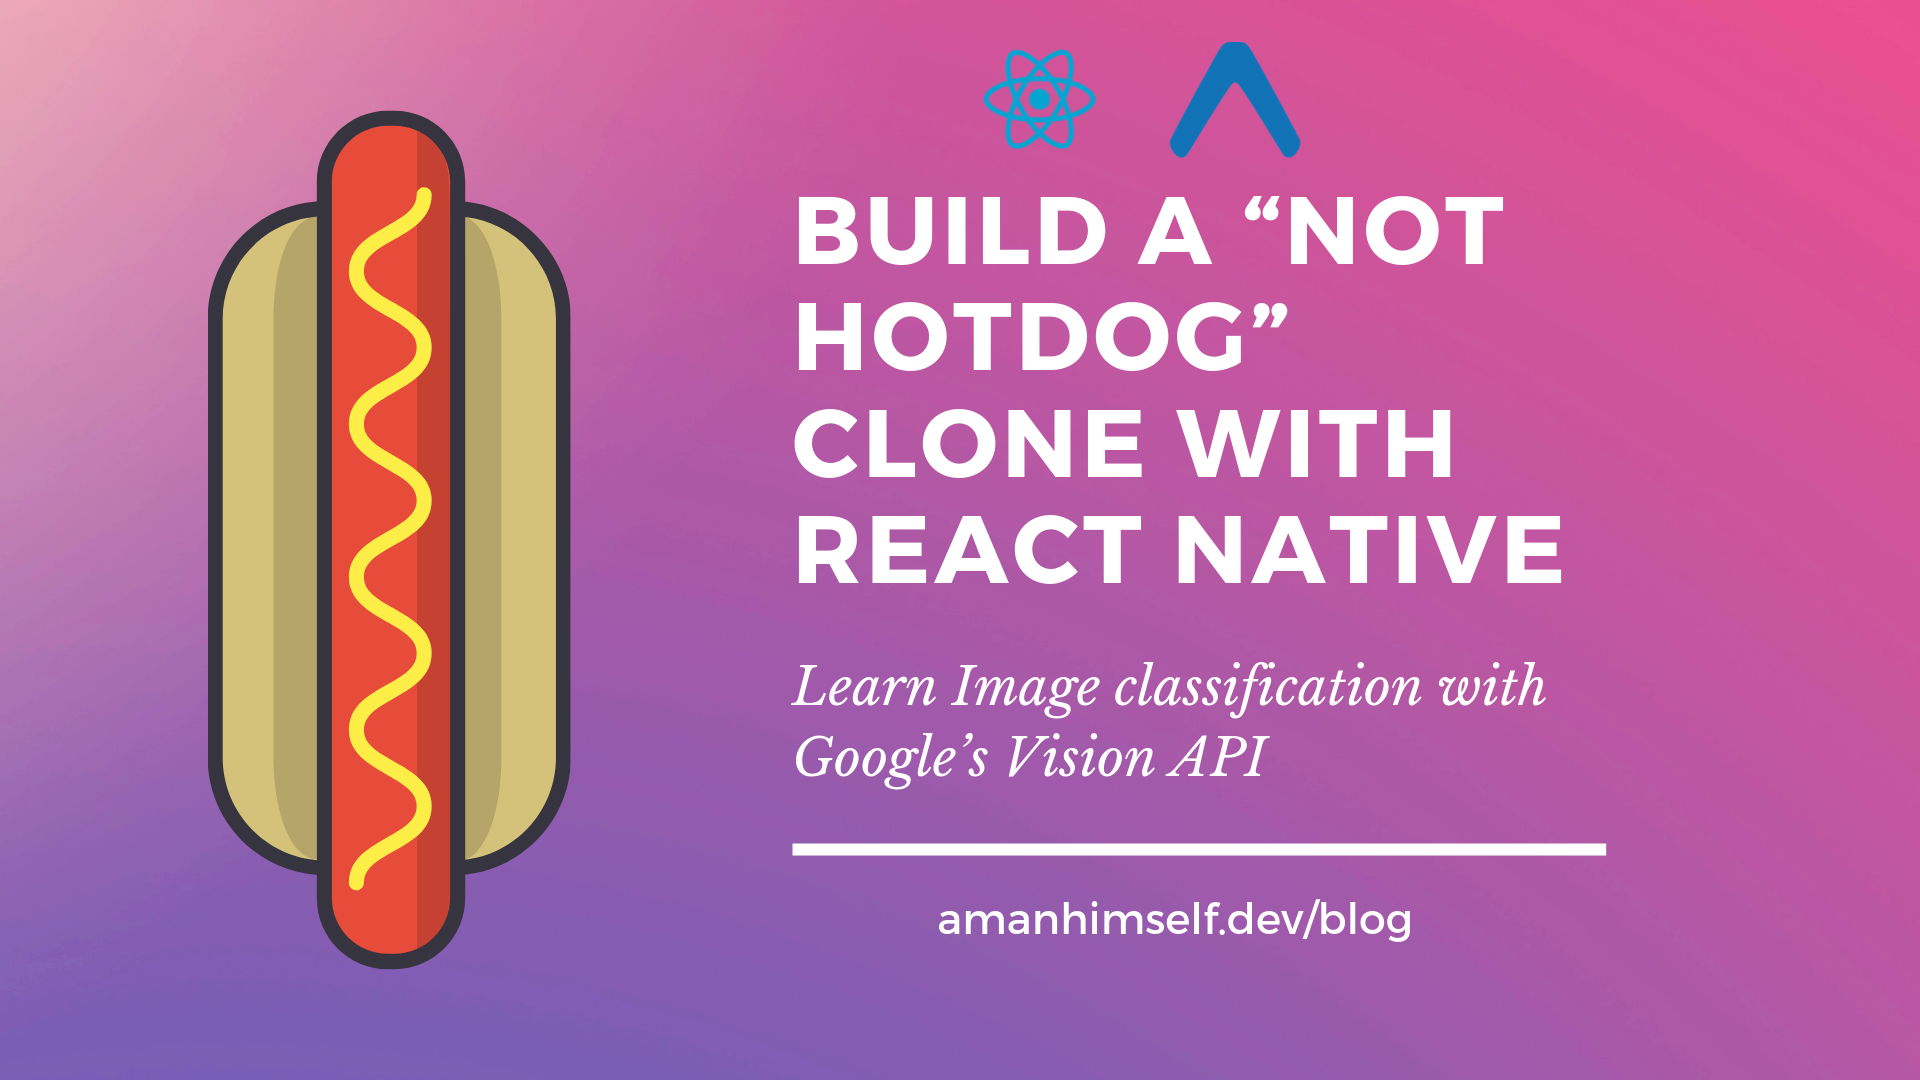 BUILD A “NOT
HOTDOG”
CLONE WITH
REACT NATIVE
Learn Image classification with
Google’s Vision API
amanhimself.dev/blog